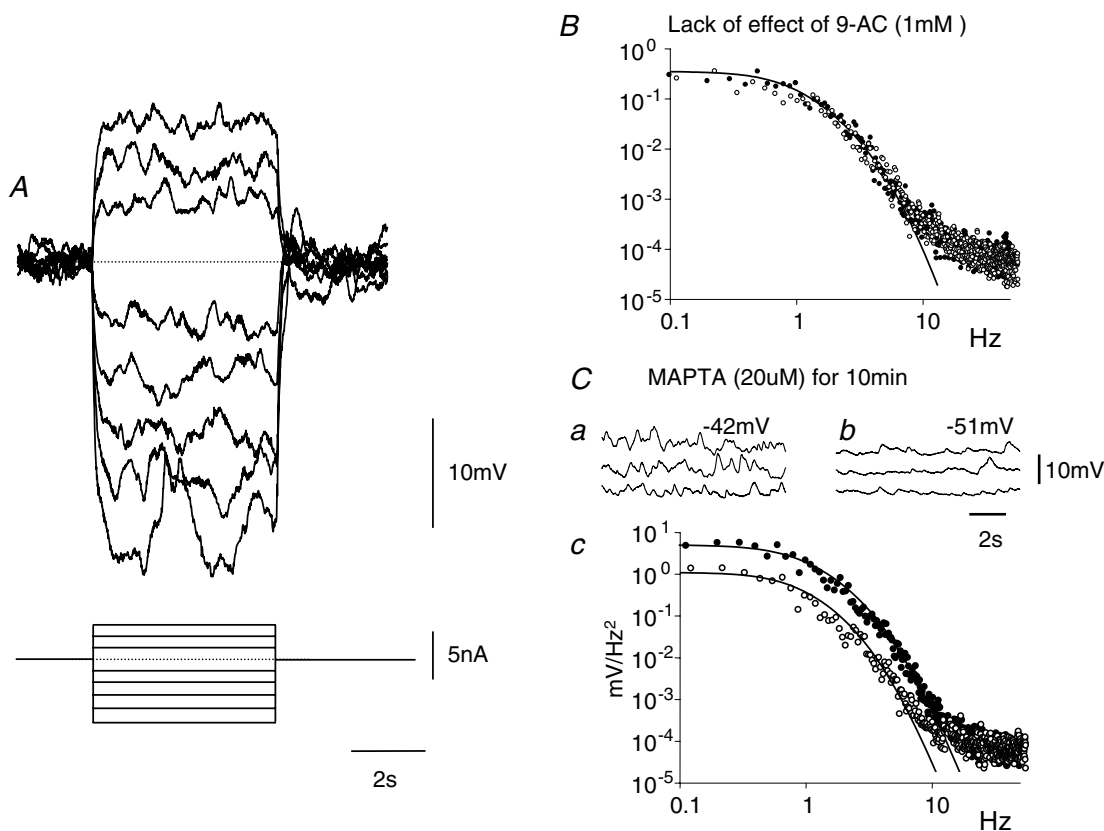 A
10mV
5nA
2s
B Lack of effect of 9-AC (1mM )
10^0
10^-1
10^-2
10^-3
10^-4
10^-5
0.1 1 10 Hz
C MAPTA (20uM) for 10min
a -42mV b -51mV
10mV
2s
c
mV/Hz^2
10^1
10^0
10^-1
10^-2
10^-3
10^-4
10^-5
0.1 1 10 Hz